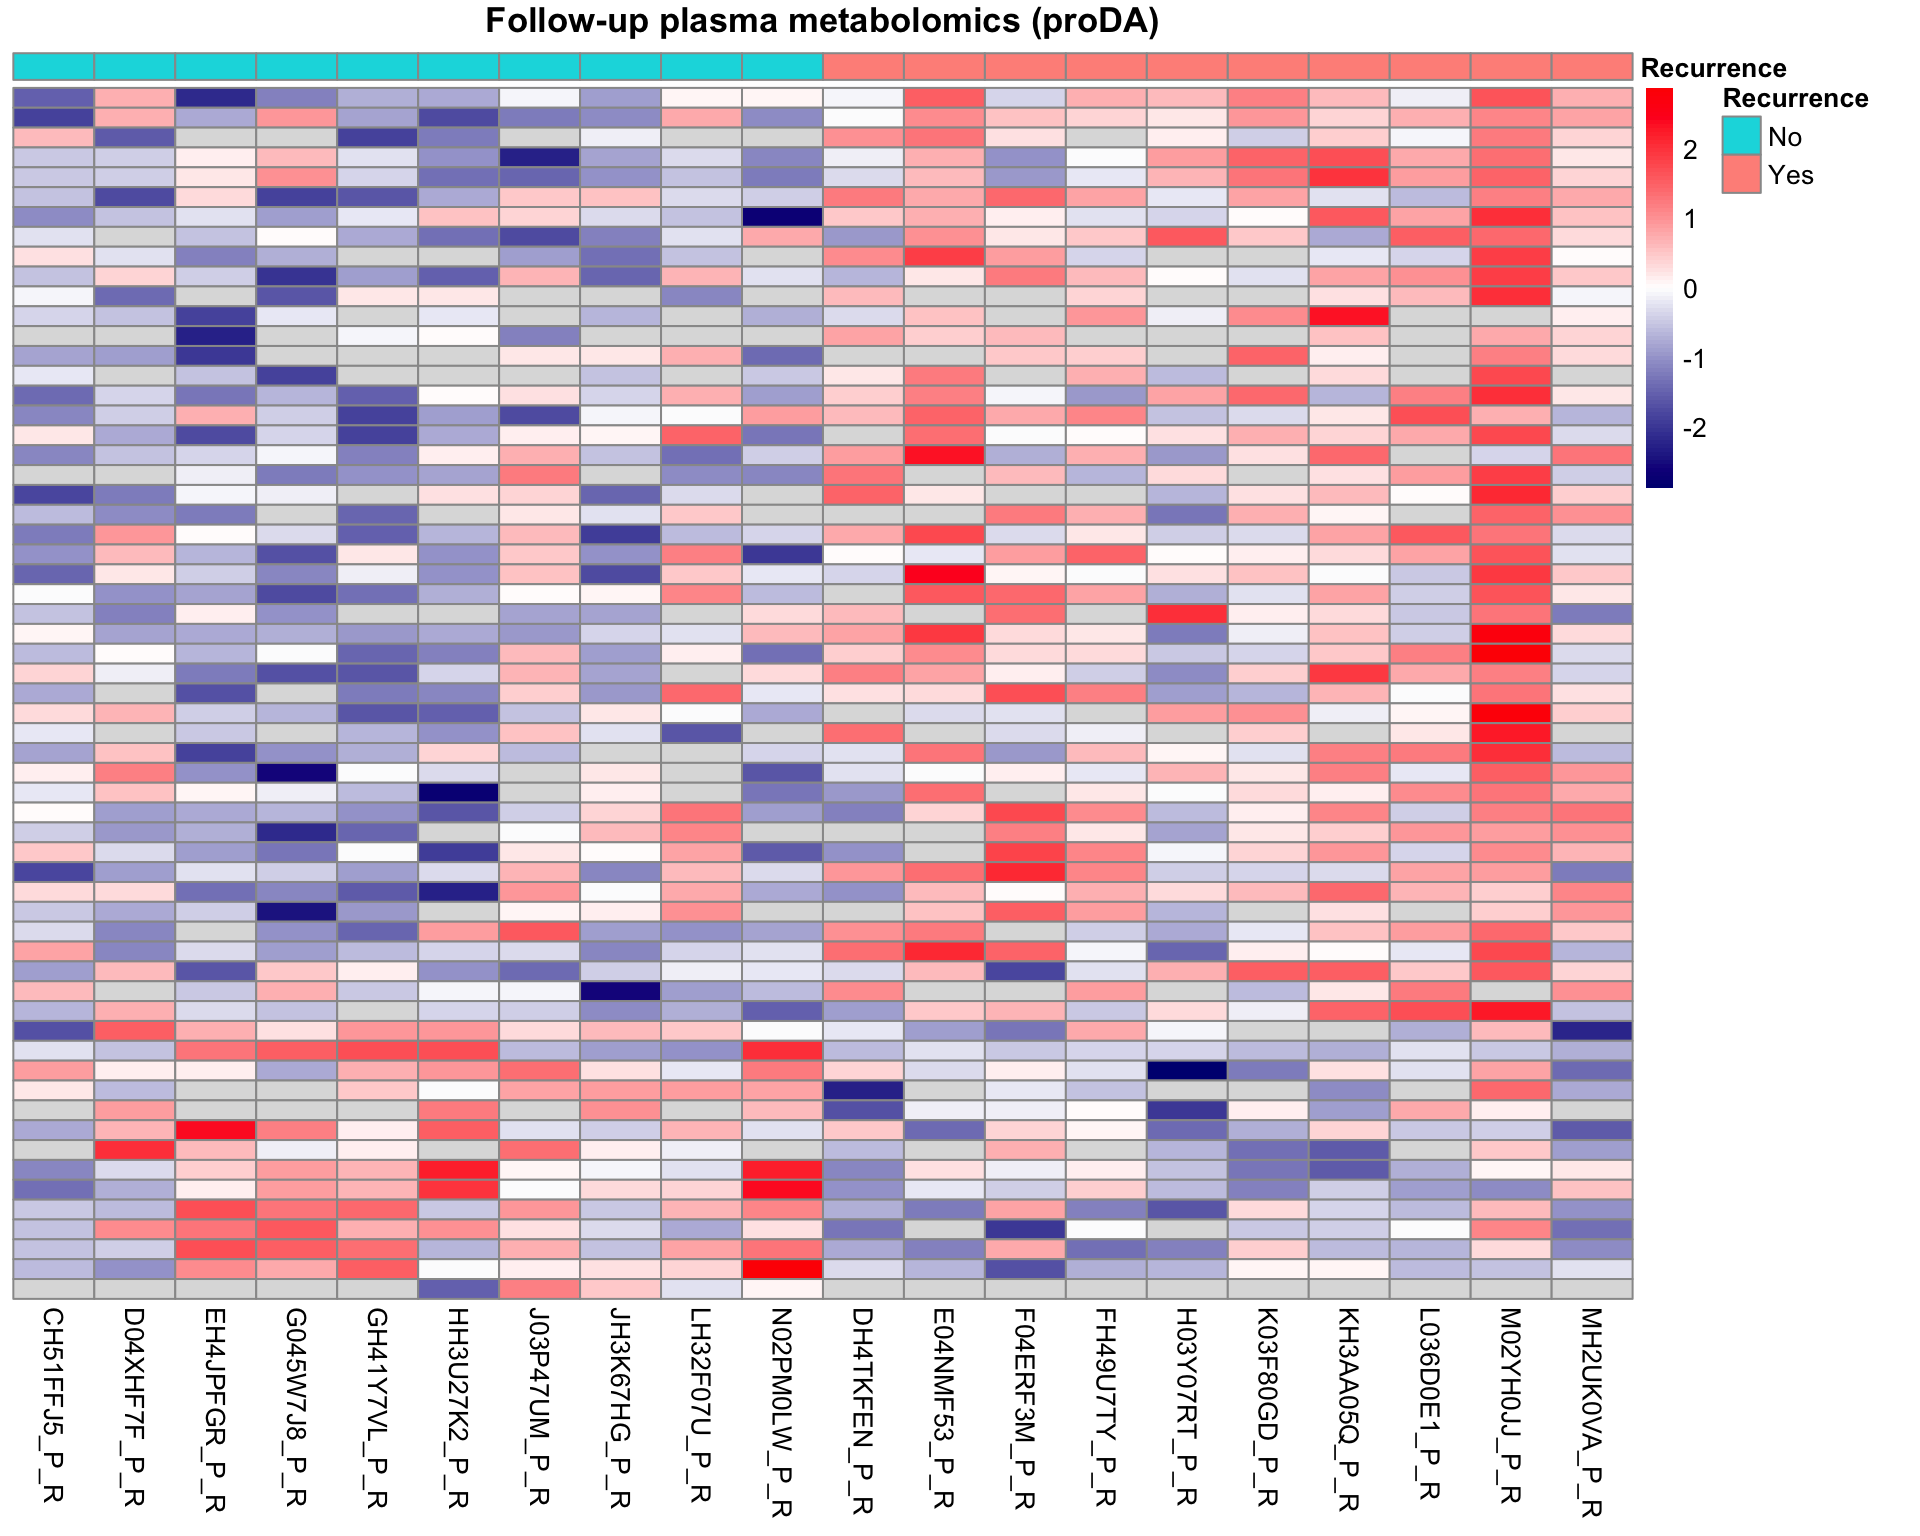 Follow-up plasma metabolomics (proDA)
Recurrence
Recurrence
No
Yes
2
1
0
-1
-2
CH51FFJ5_P_R
D04XHF7F_P_R
EH4JPFGR_P_R
G045W7J8_P_R
GH41Y7VL_P_R
HH3U27K2_P_R
J03P47UM_P_R
JH3K67HG_P_R
LH32F07U_P_R
N02PM0LW_P_R
DH4TKFEN_P_R
E04NMF53_P_R
F04ERF3M_P_R
FH49U7TY_P_R
H03Y07RT_P_R
K03F80GD_P_R
KH3AA05Q_P_R
L036D0E1_P_R
M02YH0JJ_P_R
MH2UK0VA_P_R